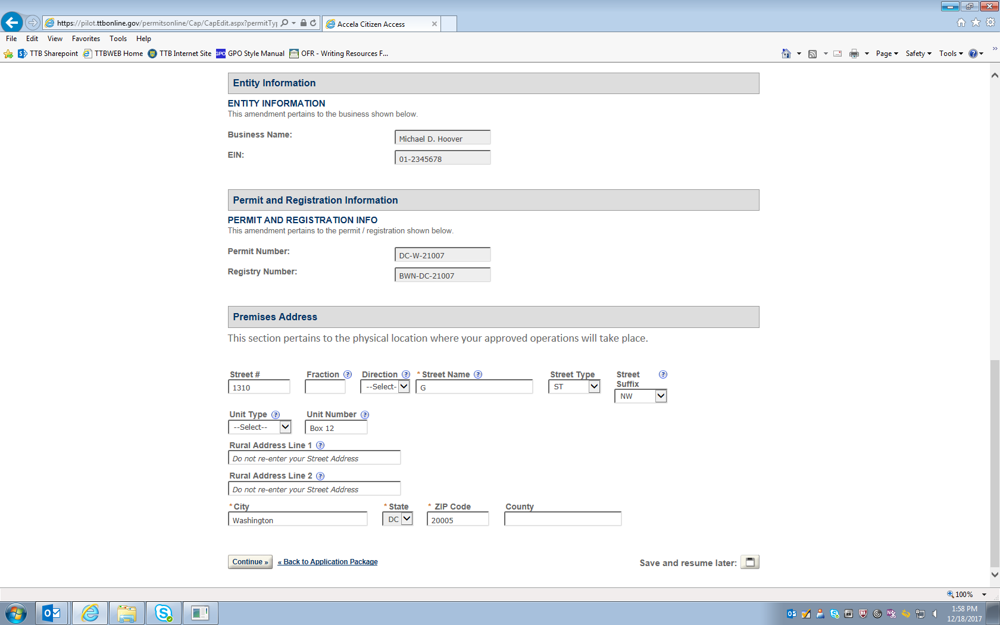 https://pilot.ttbonline.gov/permitsonline/Cap/CapEdit.aspx?permitTyp
Accela Citizen Access
File Edit View Favorites Tools Help
TTB Sharepoint TTBWEB Home TTB Internet Site GPO GPO Style Manual OFR - Writing Resources F...
Page Safety Tools
Entity Information
ENTITY INFORMATION
This amendment pertains to the business shown below.
Business Name: Michael D. Hoover
EIN: 01-2345678
Permit and Registration Information
PERMIT AND REGISTRATION INFO
This amendment pertains to the permit / registration shown below.
Permit Number: DC-W-21007
Registry Number: BWN-DC-21007
Premises Address
This section pertains to the physical location where your approved operations will take place.
Street # Fraction ? Direction ? * Street Name ? Street Type Street Suffix ?
1310 --Select- G ST NW
Unit Type ? Unit Number ?
--Select-- Box 12
Rural Address Line 1 ?
Do not re-enter your Street Address
Rural Address Line 2 ?
Do not re-enter your Street Address
* City * State * ZIP Code County
Washington DC 20005
Continue » « Back to Application Package Save and resume later:
100%
1:58 PM
12/18/2017